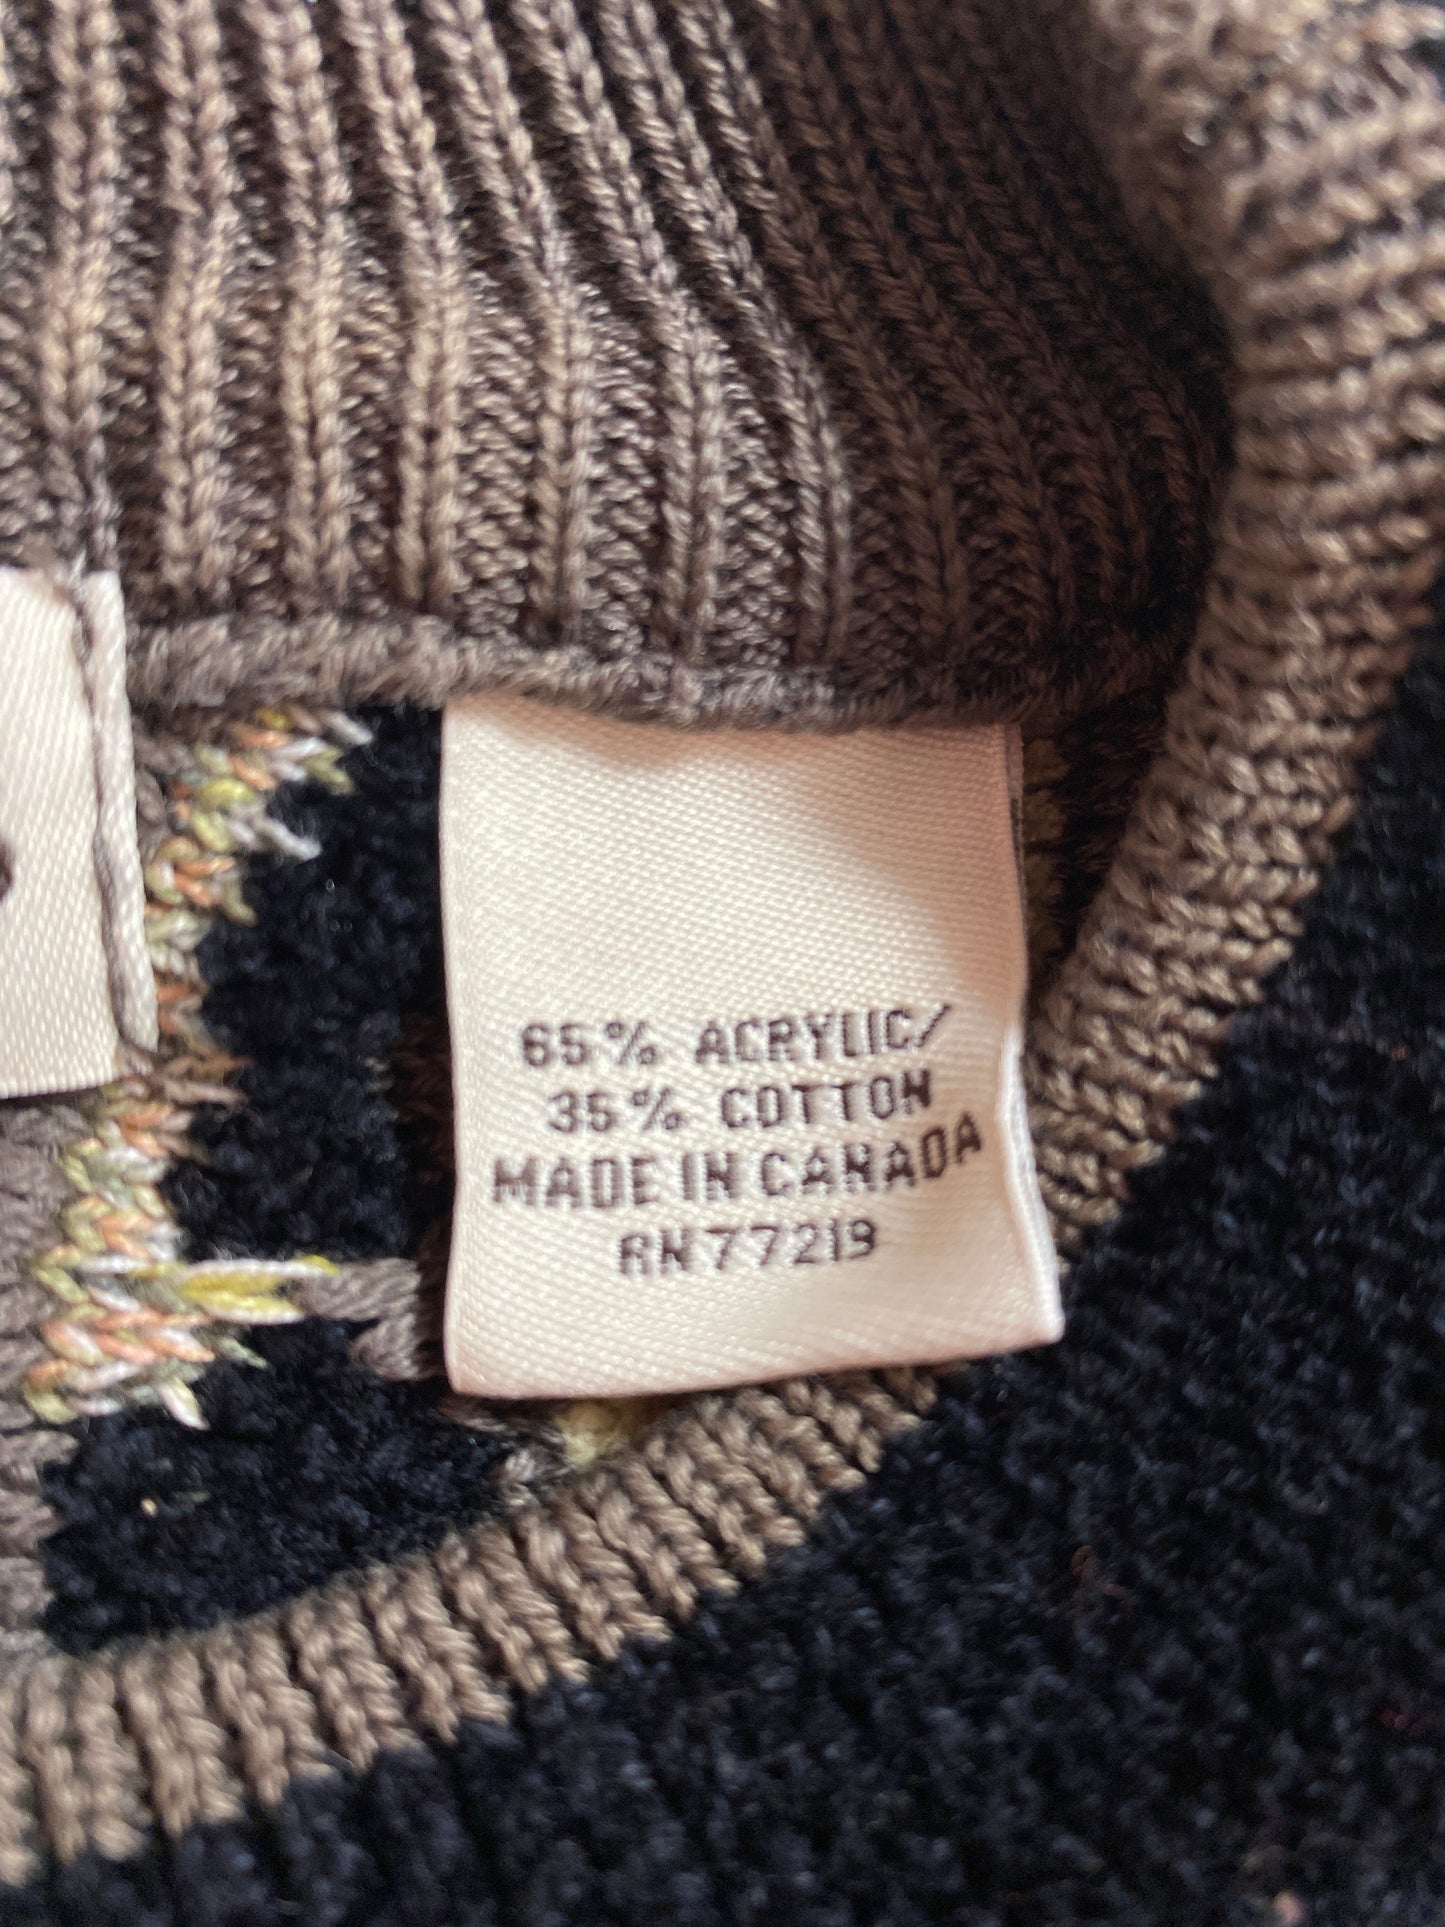 65% ACRYLIC/
35% COTTON
MADE IN CANADA
RN77219